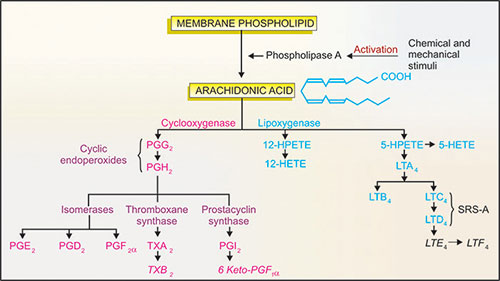 MEMBRANE PHOSPHOLIPID
Phospholipase A
Activation
Chemical and
mechanical
stimuli
ARACHIDONIC ACID
COOH
Cyclooxygenase
Lipoxygenase
Cyclic
endoperoxides
PGG2
PGH2
12-HPETE
12-HETE
5-HPETE
5-HETE
LTA4
LTB4
LTC4
LTD4
SRS-A
LTE4
LTF4
Isomerases
Thromboxane
synthase
Prostacyclin
synthase
PGE2
PGD2
PGF2α
TXA2
PGI2
TXB2
6 Keto-PGF1α